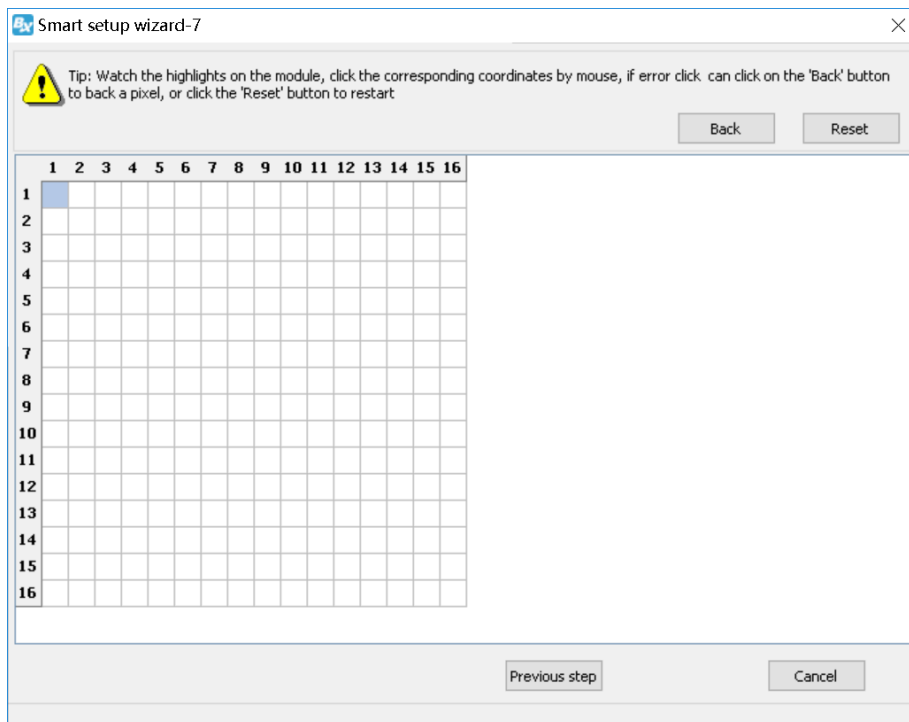 BX Smart setup wizard-7
Tip: Watch the highlights on the module, click the corresponding coordinates by mouse, if error click can click on the 'Back' button
to back a pixel, or click the 'Reset' button to restart
Back Reset
1 2 3 4 5 6 7 8 9 10 11 12 13 14 15 16
1
2
3
4
5
6
7
8
9
10
11
12
13
14
15
16
Previous step Cancel